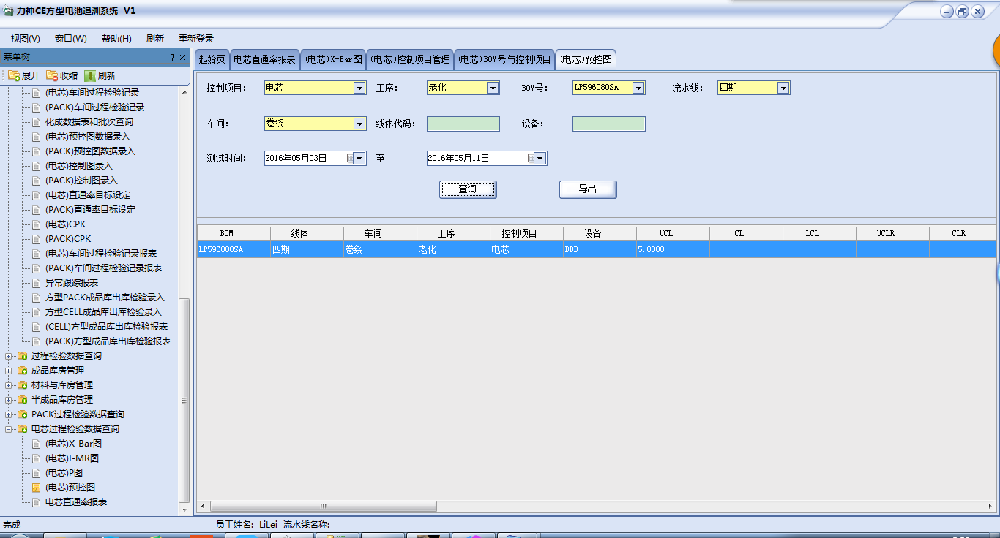 力神CE方型电池追溯系统 V1
视图(V) 窗口(W) 帮助(H) 刷新 重新登录
菜单树
展开 收缩 刷新
(电芯)车间过程检验记录
(PACK)车间过程检验记录
化成数据表和批次查询
(电芯)预控图数据录入
(PACK)预控图数据录入
(电芯)控制图录入
(PACK)控制图录入
(电芯)直通率目标设定
(PACK)直通率目标设定
(电芯)CPK
(PACK)CPK
(电芯)车间过程检验记录报表
(PACK)车间过程检验记录报表
异常跟踪报表
方型PACK成品库出库检验录入
方型CELL成品库出库检验录入
(CELL)方型成品库出库检验报表
(PACK)方型成品库出库检验报表
过程检验数据查询
成品库房管理
材料与库房管理
半成品库房管理
PACK过程检验数据查询
电芯过程检验数据查询
(电芯)X-Bar图
(电芯)I-MR图
(电芯)P图
(电芯)预控图
电芯直通率报表
起始页 电芯直通率报表 (电芯)X-Bar图 (电芯)控制项目管理 (电芯)BOM号与控制项目 (电芯)预控图
控制项目: 电芯 工序: 老化 BOM号: LP596080SA 流水线: 四期
车间: 卷绕 线体代码: 设备:
测试时间: 2016年05月03日 至 2016年05月11日
查询 导出
BOM 线体 车间 工序 控制项目 设备 UCL CL LCL UCLR CLR
LP596080SA 四期 卷绕 老化 电芯 DDD 5.0000
完成 员工姓名: LiLei 流水线名称: